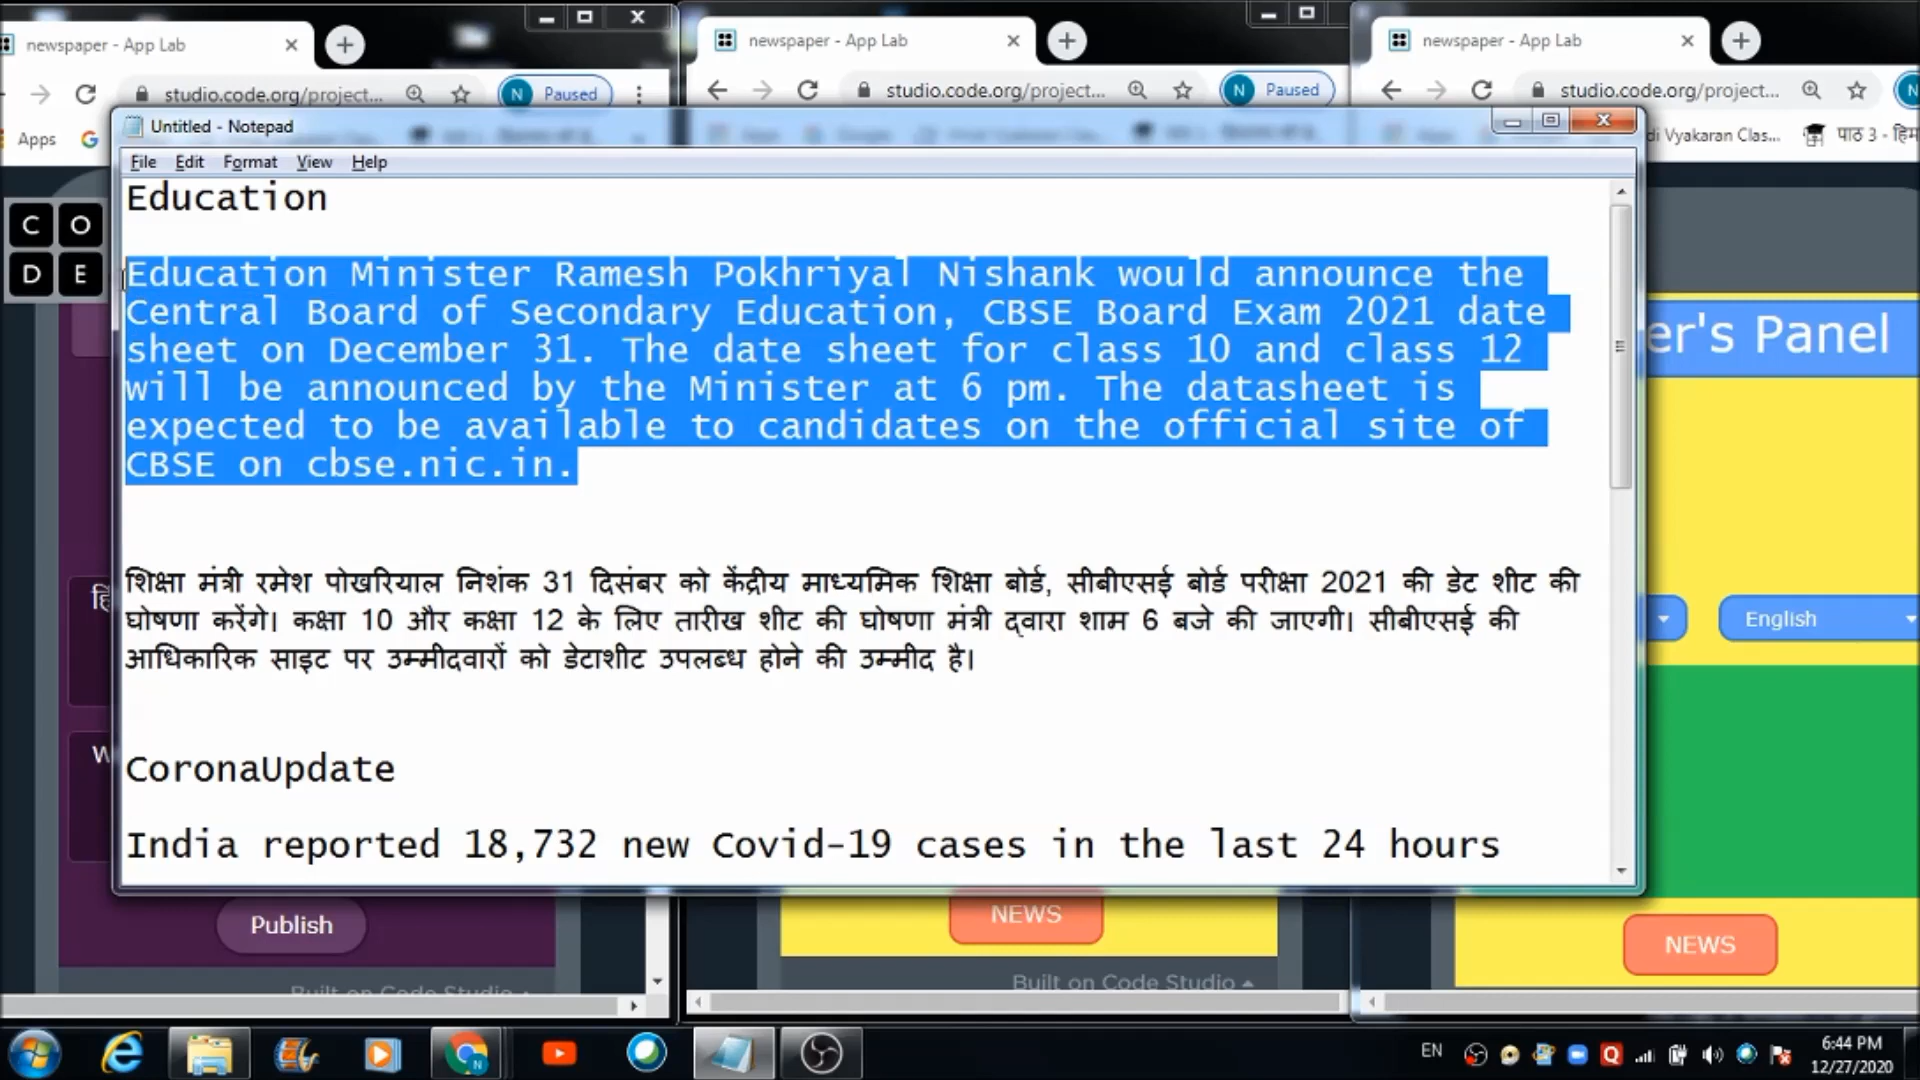 newspaper - App Lab
newspaper - App Lab
newspaper - App Lab
studio.code.org/project...
N Paused
studio.code.org/project...
N Paused
studio.code.org/project...
N
Apps
G
di Vyakaran Clas...
पाठ 3 - हिम
Untitled - Notepad
File Edit Format View Help
Education
C O
D E
Education Minister Ramesh Pokhriyal Nishank would announce the
Central Board of Secondary Education, CBSE Board Exam 2021 date
sheet on December 31. The date sheet for class 10 and class 12
will be announced by the Minister at 6 pm. The datasheet is
expected to be available to candidates on the official site of
CBSE on cbse.nic.in.
er's Panel
शिक्षा मंत्री रमेश पोखरियाल निशंक 31 दिसंबर को केंद्रीय माध्यमिक शिक्षा बोर्ड, सीबीएसई बोर्ड परीक्षा 2021 की डेट शीट की
घोषणा करेंगे। कक्षा 10 और कक्षा 12 के लिए तारीख शीट की घोषणा मंत्री द्वारा शाम 6 बजे की जाएगी। सीबीएसई की
आधिकारिक साइट पर उम्मीदवारों को डेटाशीट उपलब्ध होने की उम्मीद है।
English
हि
W
CoronaUpdate
India reported 18,732 new Covid-19 cases in the last 24 hours
Publish
NEWS
NEWS
Built on Code Studio
Built on Code Studio
EN
Q
6:44 PM
12/27/2020